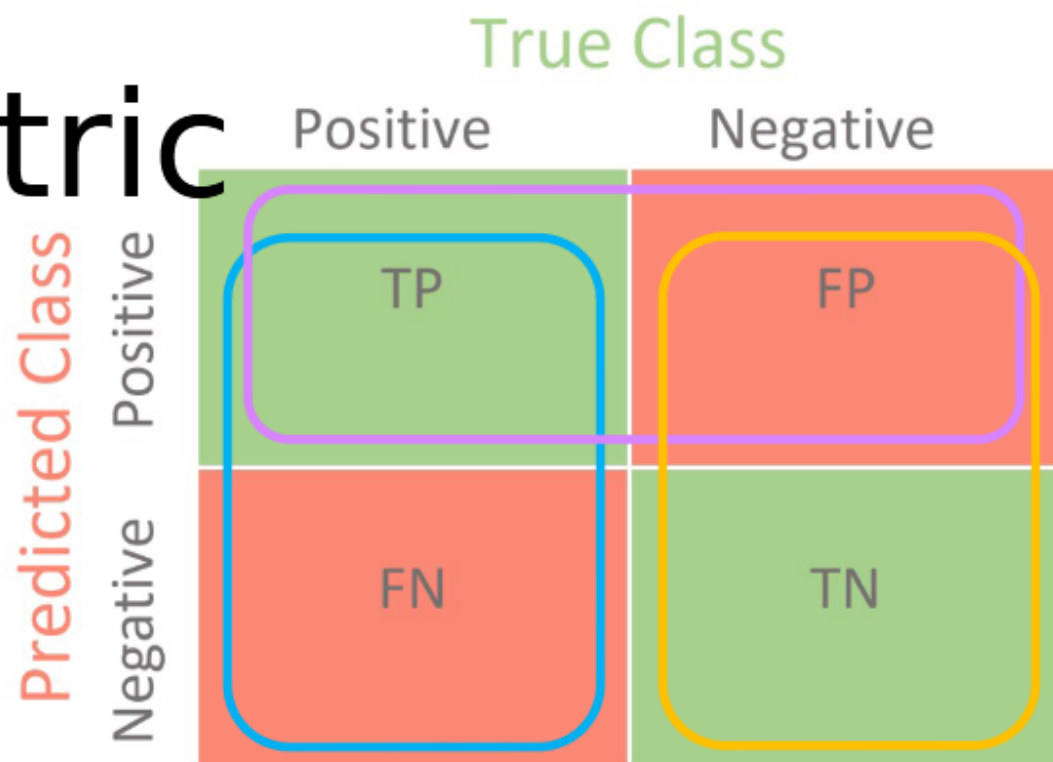 True Class
tric
Positive Negative
Predicted Class
Positive
TP FP
Negative
FN TN